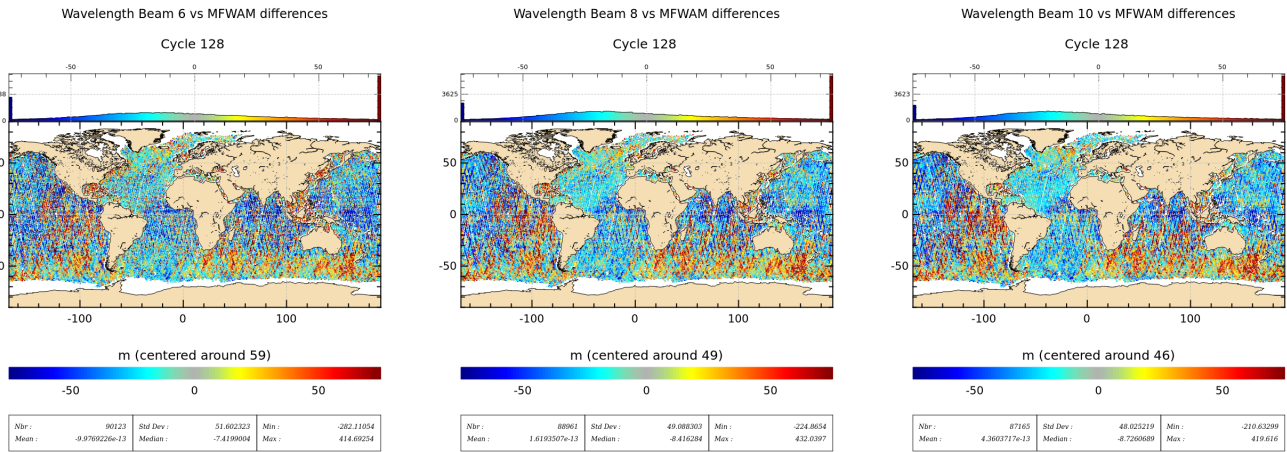 Wavelength Beam 6 vs MFWAM differences
Cycle 128
-50 0 50
0
50
0
-100 0 100
m (centered around 59)
-50 0 50
Nbr : 90123 Std Dev : 51.602323 Min : -282.11054
Mean : -9.9769226e-13 Median : -7.4199004 Max : 414.69254
Wavelength Beam 8 vs MFWAM differences
Cycle 128
-50 0 50
3625
0
50
0
-50
-100 0 100
m (centered around 49)
-50 0 50
Nbr : 88961 Std Dev : 49.088303 Min : -224.8654
Mean : 1.6193507e-13 Median : -8.416284 Max : 432.0397
Wavelength Beam 10 vs MFWAM differences
Cycle 128
-50 0 50
3623
0
50
0
-50
-100 0 100
m (centered around 46)
-50 0 50
Nbr : 87165 Std Dev : 48.025219 Min : -210.63299
Mean : 4.3603717e-13 Median : -8.7260689 Max : 419.616